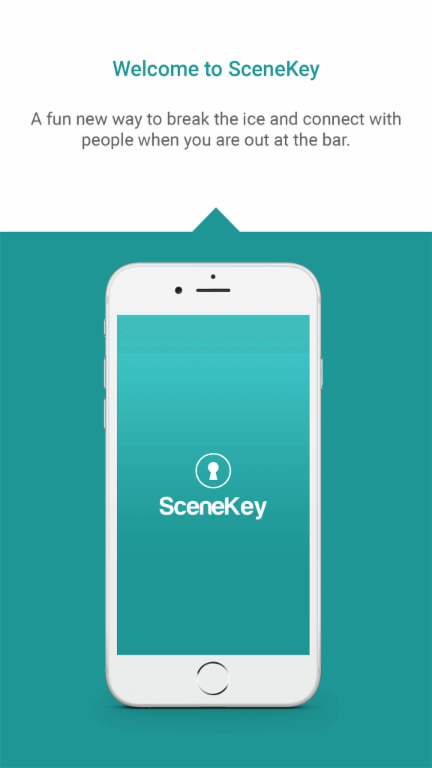 Welcome to SceneKey
A fun new way to break the ice and connect with
people when you are out at the bar.
SceneKey